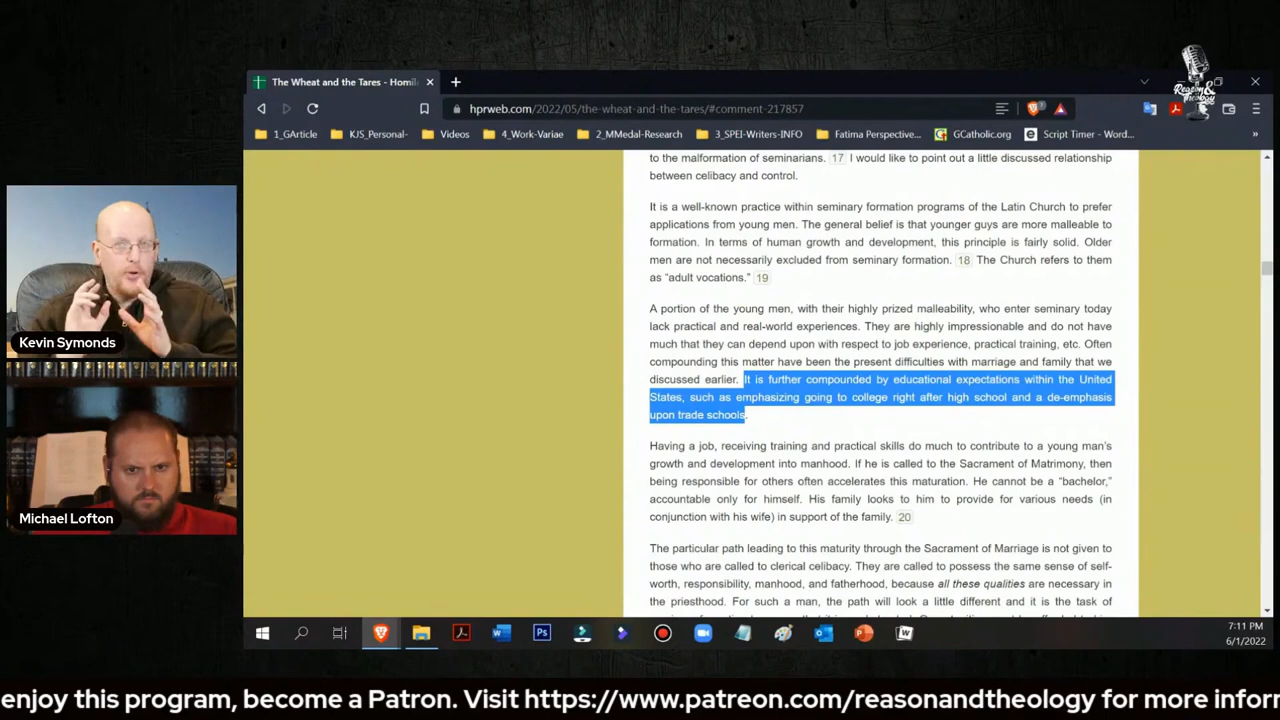 Reason&
Theology
The Wheat and the Tares - Homil
hprweb.com/2022/05/the-wheat-and-the-tares/#comment-217857
1_GArticle KJS_Personal- Videos 4_Work-Variae 2_MMedal-Research 3_SPEI-Writers-INFO Fatima Perspective... GCatholic.org Script Timer - Word... »
to the malformation of seminarians. 17 I would like to point out a little discussed relationship
between celibacy and control.
It is a well-known practice within seminary formation programs of the Latin Church to prefer
applications from young men. The general belief is that younger guys are more malleable to
formation. In terms of human growth and development, this principle is fairly solid. Older
men are not necessarily excluded from seminary formation. 18 The Church refers to them
as “adult vocations.” 19
A portion of the young men, with their highly prized malleability, who enter seminary today
lack practical and real-world experiences. They are highly impressionable and do not have
much that they can depend upon with respect to job experience, practical training, etc. Often
compounding this matter have been the present difficulties with marriage and family that we
discussed earlier. It is further compounded by educational expectations within the United
States, such as emphasizing going to college right after high school and a de-emphasis
upon trade schools.
Having a job, receiving training and practical skills do much to contribute to a young man’s
growth and development into manhood. If he is called to the Sacrament of Matrimony, then
being responsible for others often accelerates this maturation. He cannot be a “bachelor,”
accountable only for himself. His family looks to him to provide for various needs (in
conjunction with his wife) in support of the family. 20
The particular path leading to this maturity through the Sacrament of Marriage is not given to
those who are called to clerical celibacy. They are called to possess the same sense of self-
worth, responsibility, manhood, and fatherhood, because all these qualities are necessary in
the priesthood. For such a man, the path will look a little different and it is the task of
Kevin Symonds
Michael Lofton
7:11 PM
6/1/2022
enjoy this program, become a Patron. Visit https://www.patreon.com/reasonandtheology for more infor